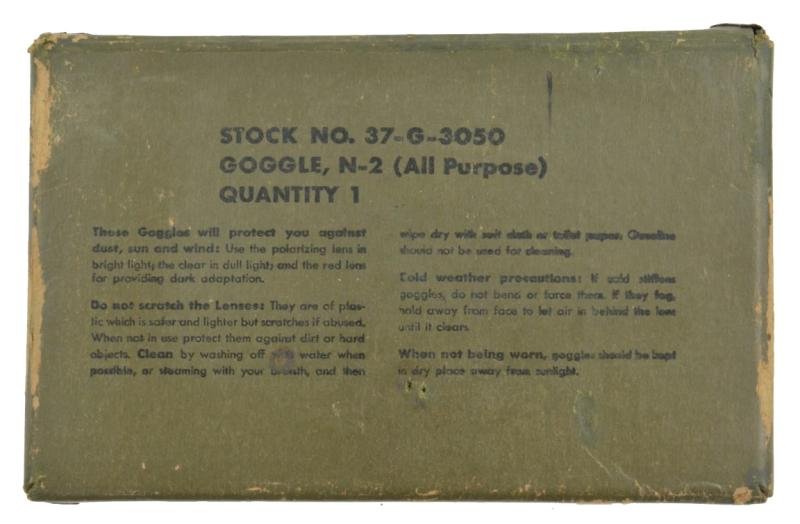 STOCK NO. 37-G-3050
GOGGLE, N-2 (All Purpose)
QUANTITY 1
These Goggles will protect you against
dust, sun and wind: Use the polarizing lens in
bright light; the clear in dull light; and the red lens
for providing dark adaptation.
Do not scratch the Lenses: They are of plas-
tic which is safer and lighter but scratches if abused.
When not in use protect them against dirt or hard
objects. Clean by washing off with water when
possible, or steaming with your breath, and then
wipe dry with soft cloth or toilet paper. Gasoline
should not be used for cleaning.
Cold weather precautions: If cold stiffens
goggles, do not bend or force them. If they fog,
hold away from face to let air in behind the lens
until it clears.
When not being worn, goggles should be kept
in dry place away from sunlight.